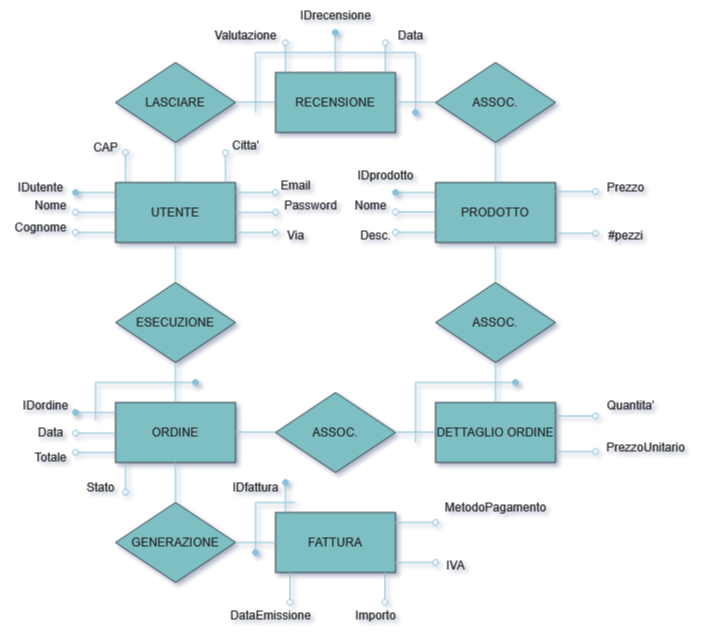 IDrecensione
Valutazione
Data
LASCIARE
RECENSIONE
ASSOC.
CAP
Citta'
IDutente
Nome
Cognome
UTENTE
Email
Password
Via
IDprodotto
Nome
Desc.
PRODOTTO
Prezzo
#pezzi
ESECUZIONE
ASSOC.
IDordine
Data
Totale
Stato
ORDINE
ASSOC.
DETTAGLIO ORDINE
Quantita'
PrezzoUnitario
IDfattura
GENERAZIONE
FATTURA
MetodoPagamento
IVA
DataEmissione
Importo